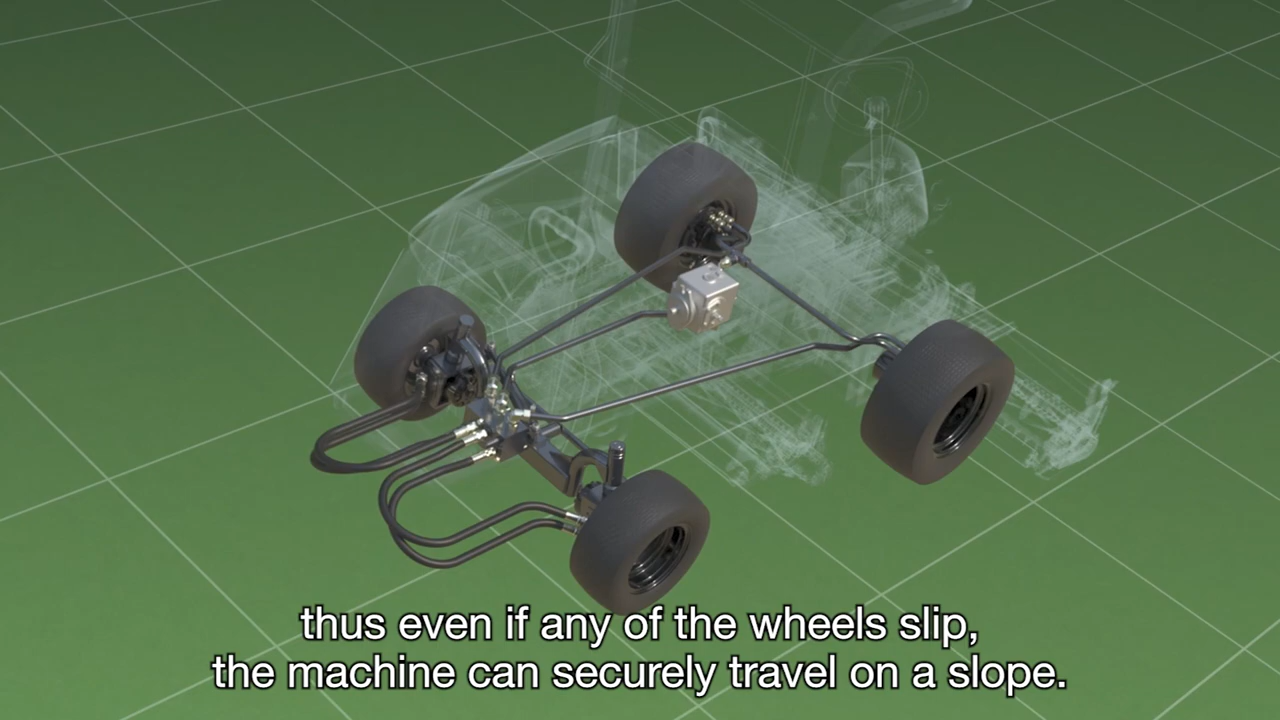 thus even if any of the wheels slip,
the machine can securely travel on a slope.